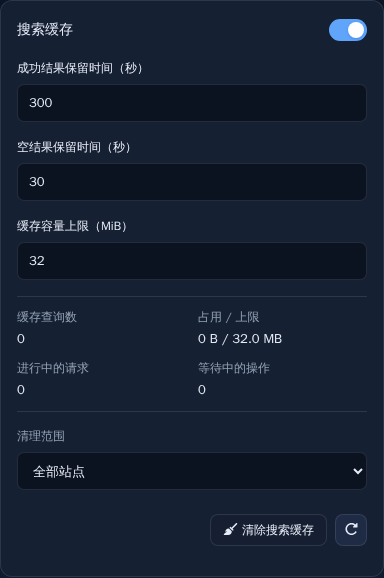 搜索缓存
成功结果保留时间（秒）
300
空结果保留时间（秒）
30
缓存容量上限（MiB）
32
缓存查询数
占用 / 上限
0
0 B / 32.0 MB
进行中的请求
等待中的操作
0
0
清理范围
全部站点
清除搜索缓存